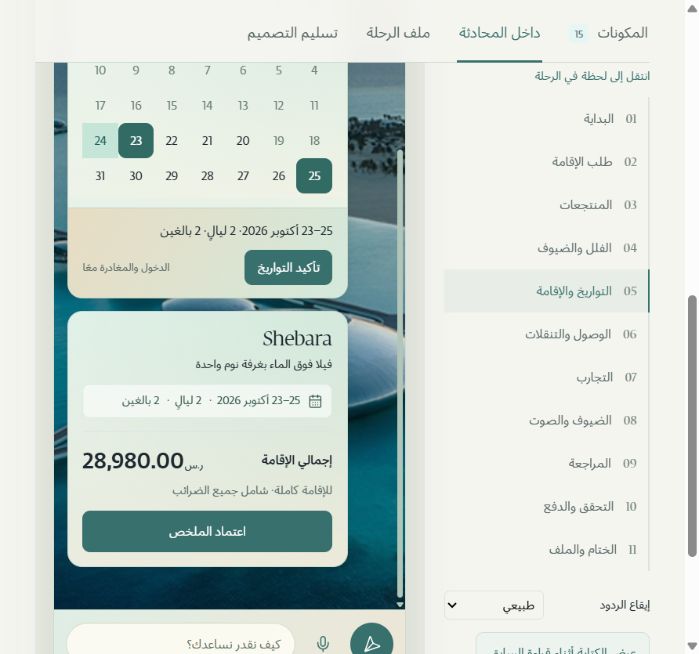 المكونات 15
داخل المحادثة
ملف الرحلة
تسليم التصميم
انتقل إلى لحظة في الرحلة
01 البداية
02 طلب الإقامة
03 المنتجعات
04 الفلل والضيوف
05 التواريخ والإقامة
06 الوصول والتنقلات
07 التجارب
08 الضيوف والصوت
09 المراجعة
10 التحقق والدفع
11 الختام والملف
إيقاع الردود
طبيعي
4 5 6 7 8 9 10
11 12 13 14 15 16 17
18 19 20 21 22 23 24
25 26 27 28 29 30 31
23–25 أكتوبر 2026· 2 ليالٍ· 2 بالغين
تأكيد التواريخ
الدخول والمغادرة معًا
Shebara
فيلا فوق الماء بغرفة نوم واحدة
23–25 أكتوبر 2026 · 2 ليالٍ · 2 بالغين
إجمالي الإقامة
28,980.00 ر.س
للإقامة كاملة· شامل جميع الضرائب
اعتماد الملخص
كيف نقدر نساعدك؟